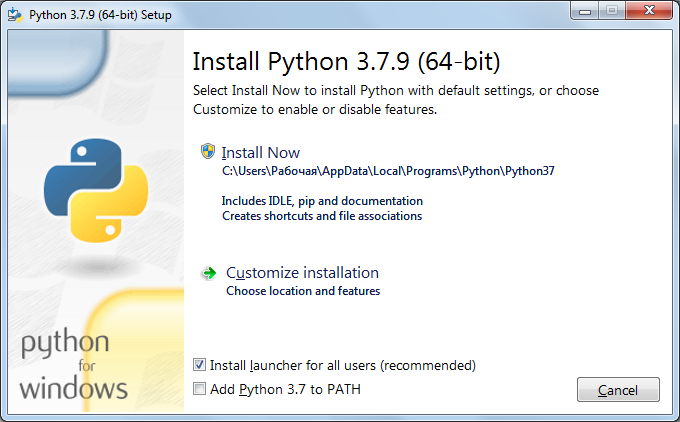 Python 3.7.9 (64-bit) Setup
Install Python 3.7.9 (64-bit)
Select Install Now to install Python with default settings, or choose
Customize to enable or disable features.
Install Now
C:\Users\Рабочая\AppData\Local\Programs\Python\Python37
Includes IDLE, pip and documentation
Creates shortcuts and file associations
Customize installation
Choose location and features
python
for
windows
Install launcher for all users (recommended)
Add Python 3.7 to PATH
Cancel